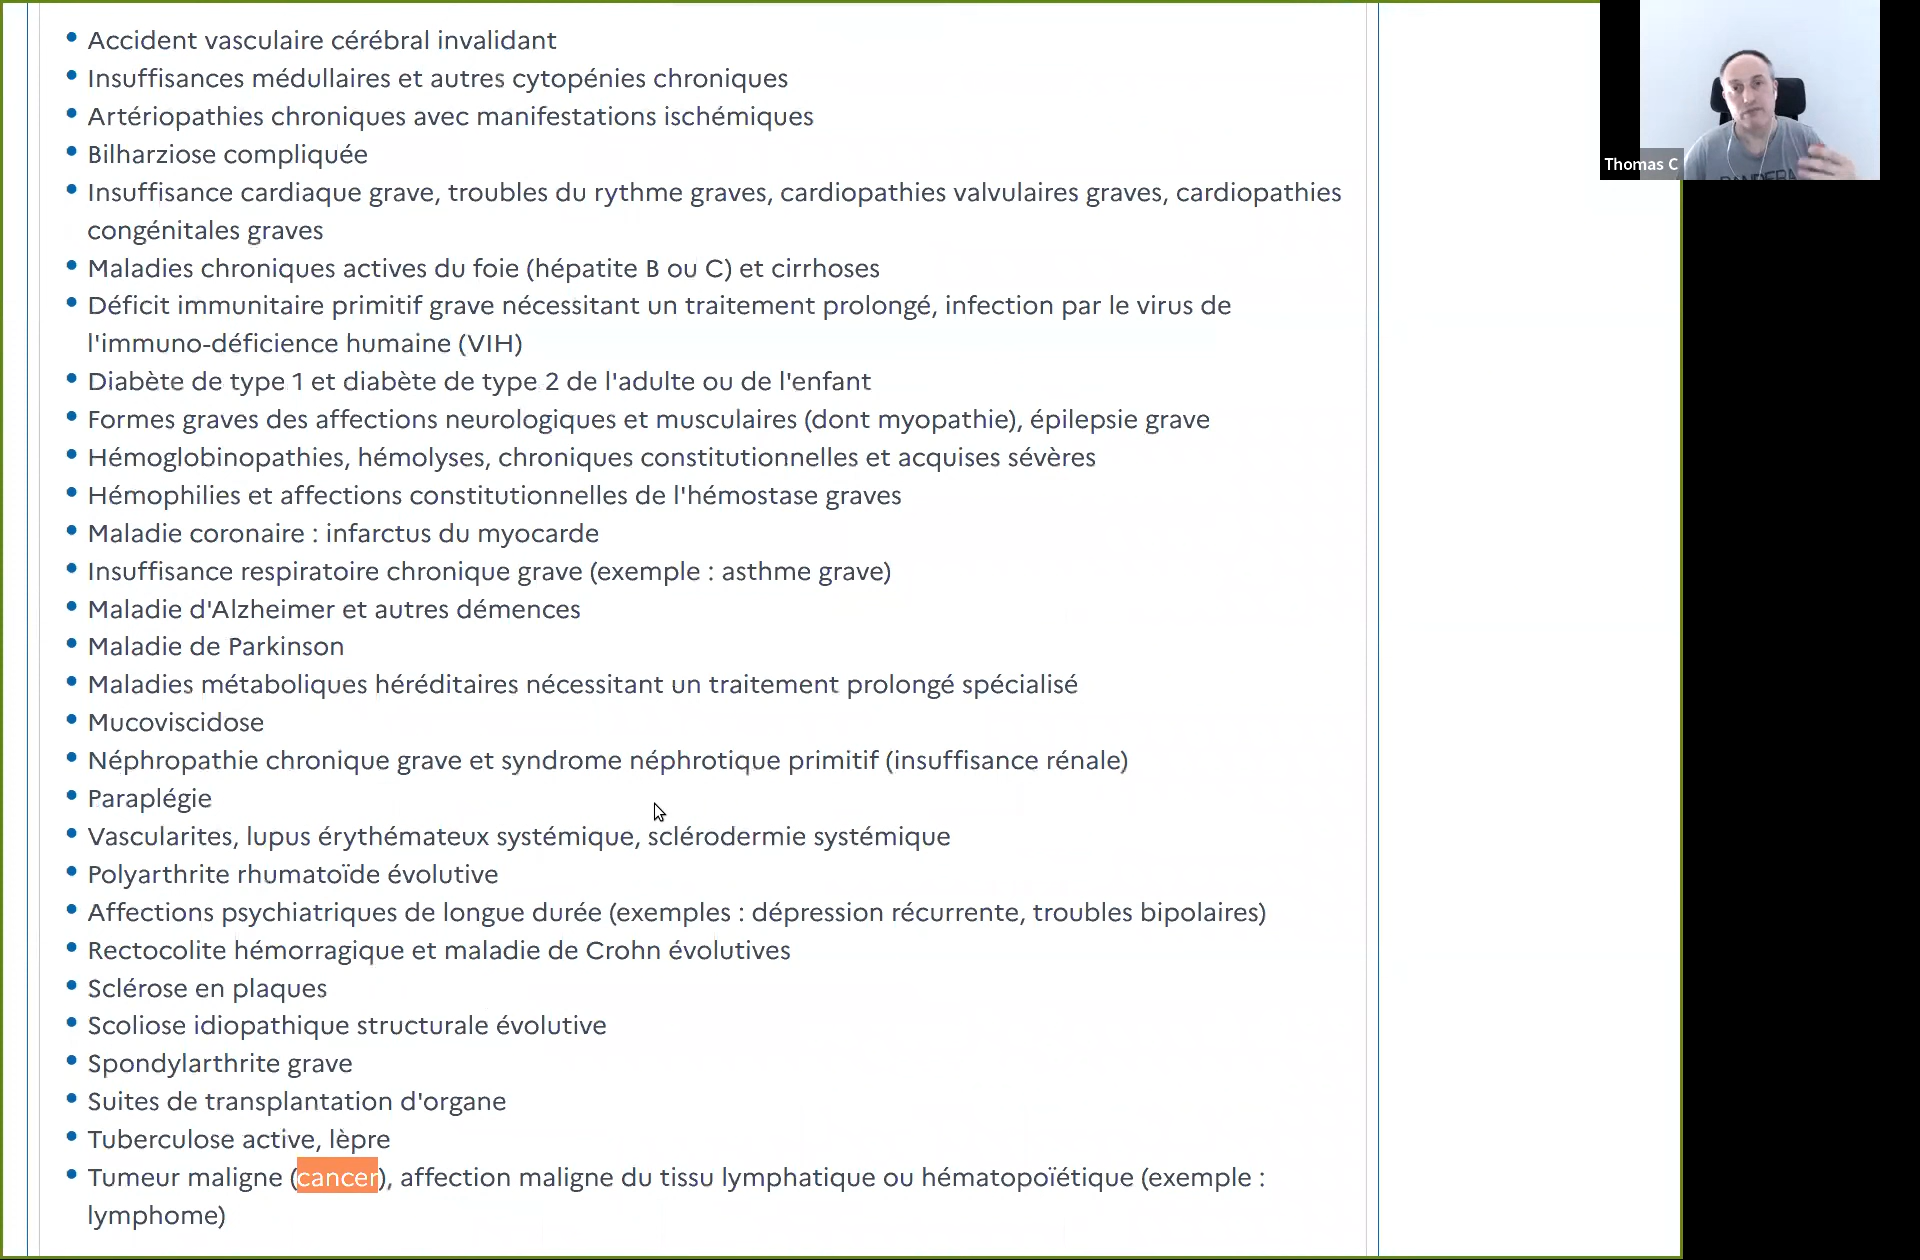 Accident vasculaire cérébral invalidant
Insuffisances médullaires et autres cytopénies chroniques
Artériopathies chroniques avec manifestations ischémiques
Bilharziose compliquée
Insuffisance cardiaque grave, troubles du rythme graves, cardiopathies valvulaires graves, cardiopathies
congénitales graves
Maladies chroniques actives du foie (hépatite B ou C) et cirrhoses
Déficit immunitaire primitif grave nécessitant un traitement prolongé, infection par le virus de
l'immuno-déficience humaine (VIH)
Diabète de type 1 et diabète de type 2 de l'adulte ou de l'enfant
Formes graves des affections neurologiques et musculaires (dont myopathie), épilepsie grave
Hémoglobinopathies, hémolyses, chroniques constitutionnelles et acquises sévères
Hémophilies et affections constitutionnelles de l'hémostase graves
Maladie coronaire : infarctus du myocarde
Insuffisance respiratoire chronique grave (exemple : asthme grave)
Maladie d'Alzheimer et autres démences
Maladie de Parkinson
Maladies métaboliques héréditaires nécessitant un traitement prolongé spécialisé
Mucoviscidose
Néphropathie chronique grave et syndrome néphrotique primitif (insuffisance rénale)
Paraplégie
Vascularites, lupus érythémateux systémique, sclérodermie systémique
Polyarthrite rhumatoïde évolutive
Affections psychiatriques de longue durée (exemples : dépression récurrente, troubles bipolaires)
Rectocolite hémorragique et maladie de Crohn évolutives
Sclérose en plaques
Scoliose idiopathique structurale évolutive
Spondylarthrite grave
Suites de transplantation d'organe
Tuberculose active, lèpre
Tumeur maligne (cancer), affection maligne du tissu lymphatique ou hématopoïétique (exemple :
lymphome)
Thomas C